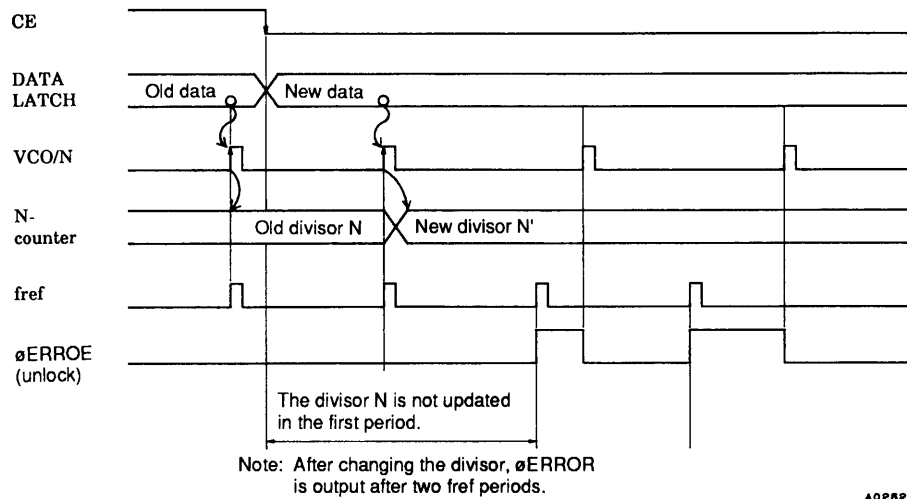 CE
DATA
LATCH
Old data
New data
VCO/N
N-
counter
Old divisor N
New divisor N'
fref
øERROE
(unlock)
The divisor N is not updated
in the first period.
Note: After changing the divisor, øERROR
is output after two fref periods.
A0252